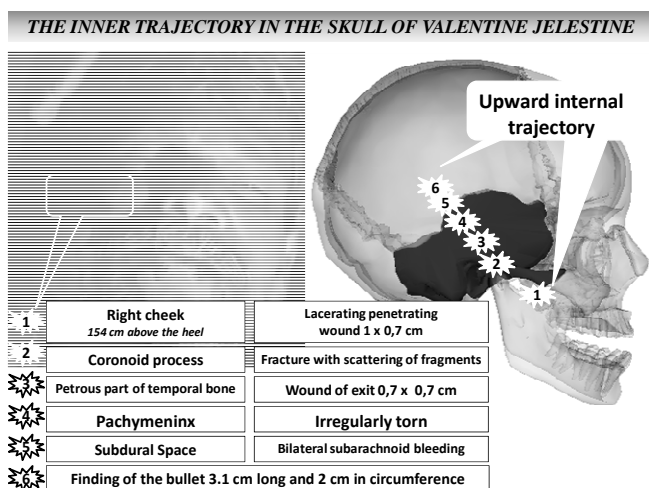 THE INNER TRAJECTORY IN THE SKULL OF VALENTINE JELESTINE
Upward internal
trajectory
6
5
4
3
2
1
1
Right cheek
154 cm above the heel
Lacerating penetrating
wound 1 x 0,7 cm
2
Coronoid process
Fracture with scattering of fragments
3
Petrous part of temporal bone
Wound of exit 0,7 x 0,7 cm
4
Pachymeninx
Irregularly torn
5
Subdural Space
Bilateral subarachnoid bleeding
6
Finding of the bullet 3.1 cm long and 2 cm in circumference